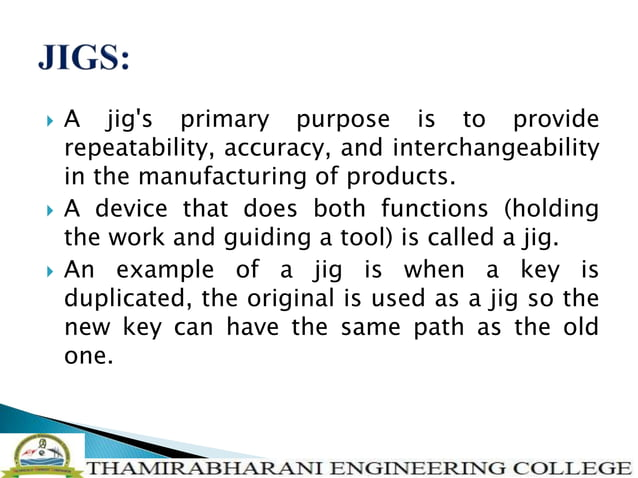 JIGS:
A jig's primary purpose is to provide
repeatability, accuracy, and interchangeability
in the manufacturing of products.
A device that does both functions (holding
the work and guiding a tool) is called a jig.
An example of a jig is when a key is
duplicated, the original is used as a jig so the
new key can have the same path as the old
one.
THAMIRABHARANI ENGINEERING COLLEGE